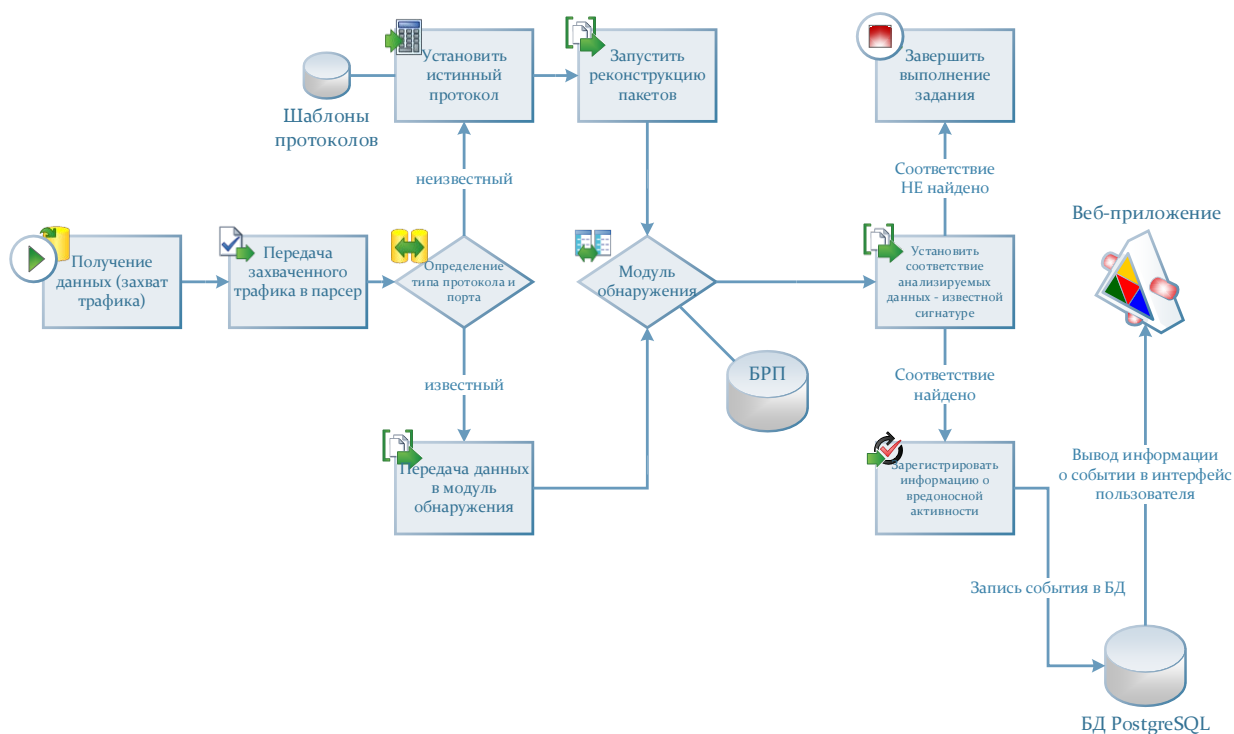 Установить
истинный
протокол
Запустить
реконструкцию
пакетов
Завершить
выполнение
задания
Шаблоны
протоколов
неизвестный
Соответствие
НЕ найдено
Веб-приложение
Получение
данных (захват
трафика)
Передача
захваченного
трафика в парсер
Определение
типа протокола и
порта
Модуль
обнаружения
Установить
соответствие
анализируемых
данных - известной
сигнатуре
БРП
известный
Соответствие
найдено
Передача данных
в модуль
обнаружения
Зарегистрировать
информацию о
вредоносной
активности
Вывод информации
о событии в интерфейс
пользователя
Запись события в БД
БД PostgreSQL